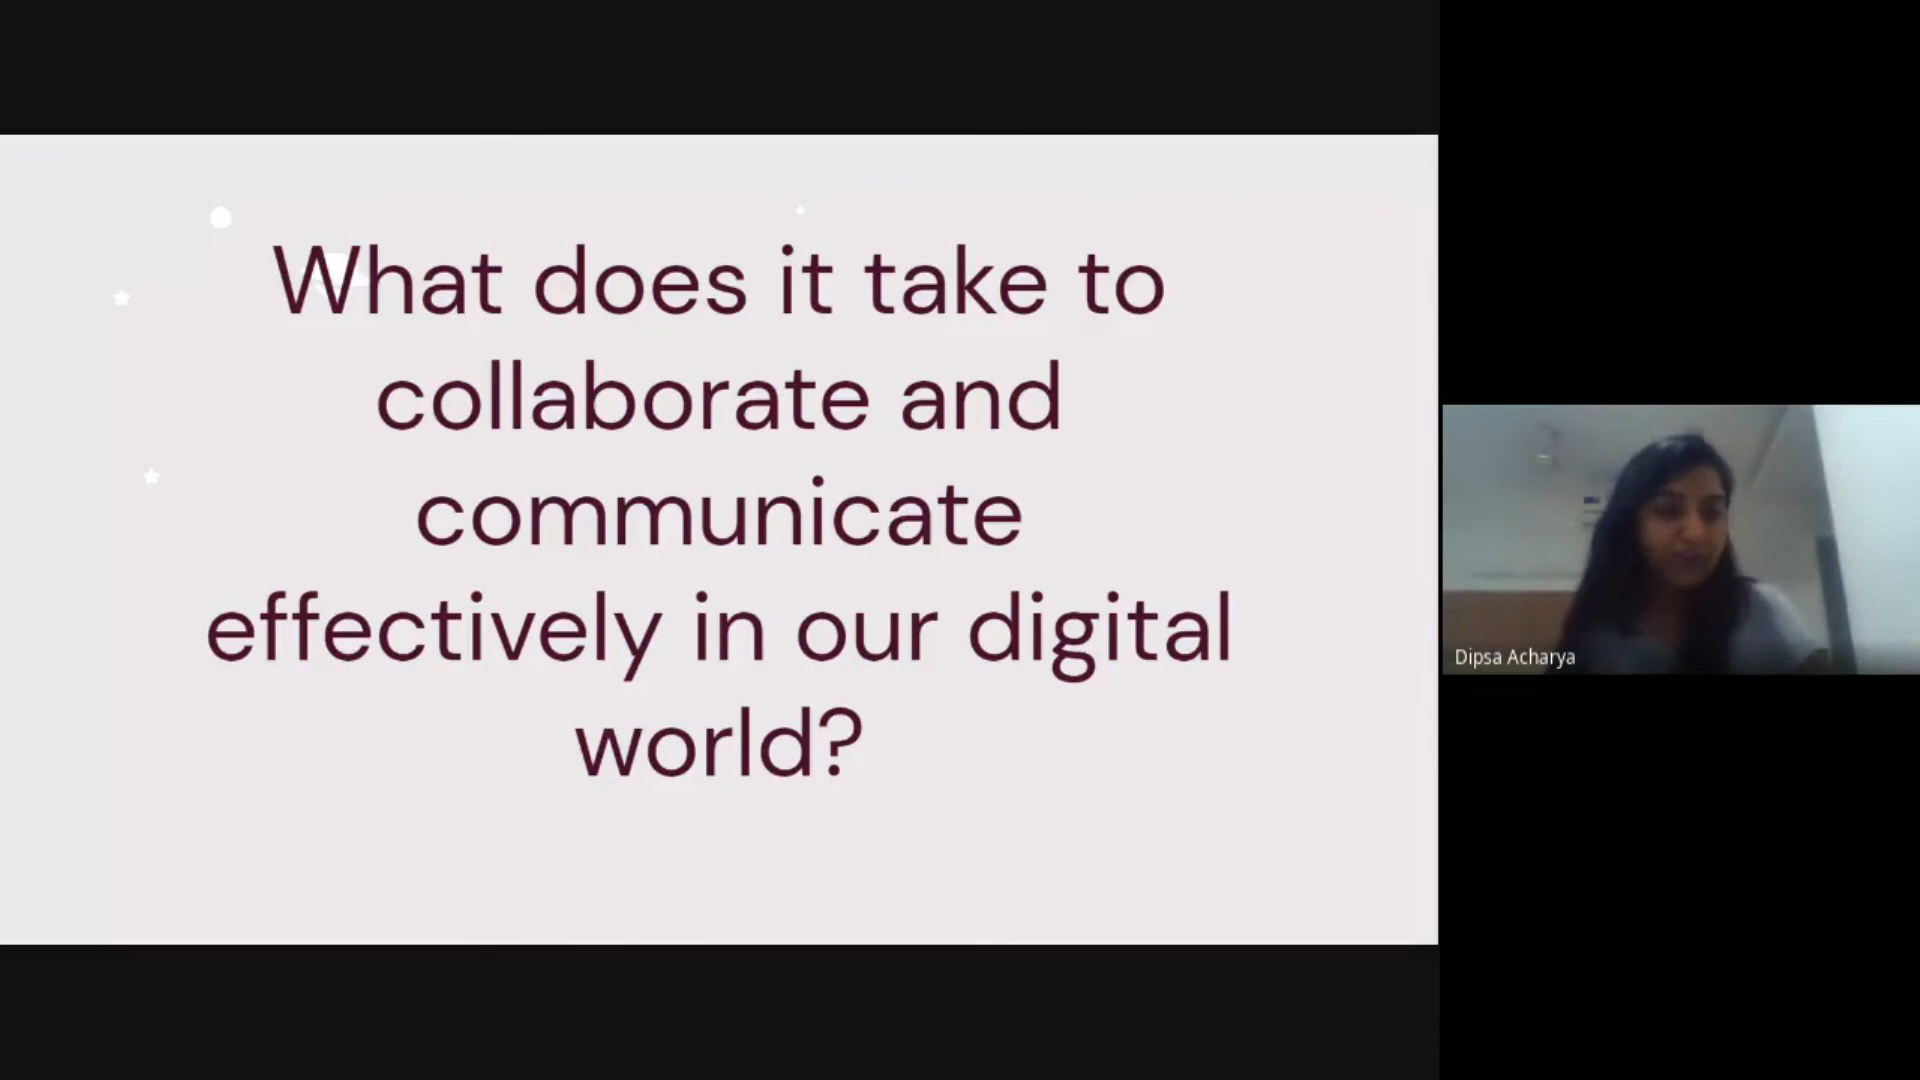 What does it take to
collaborate and
communicate
effectively in our digital
world?
Dipsa Acharya